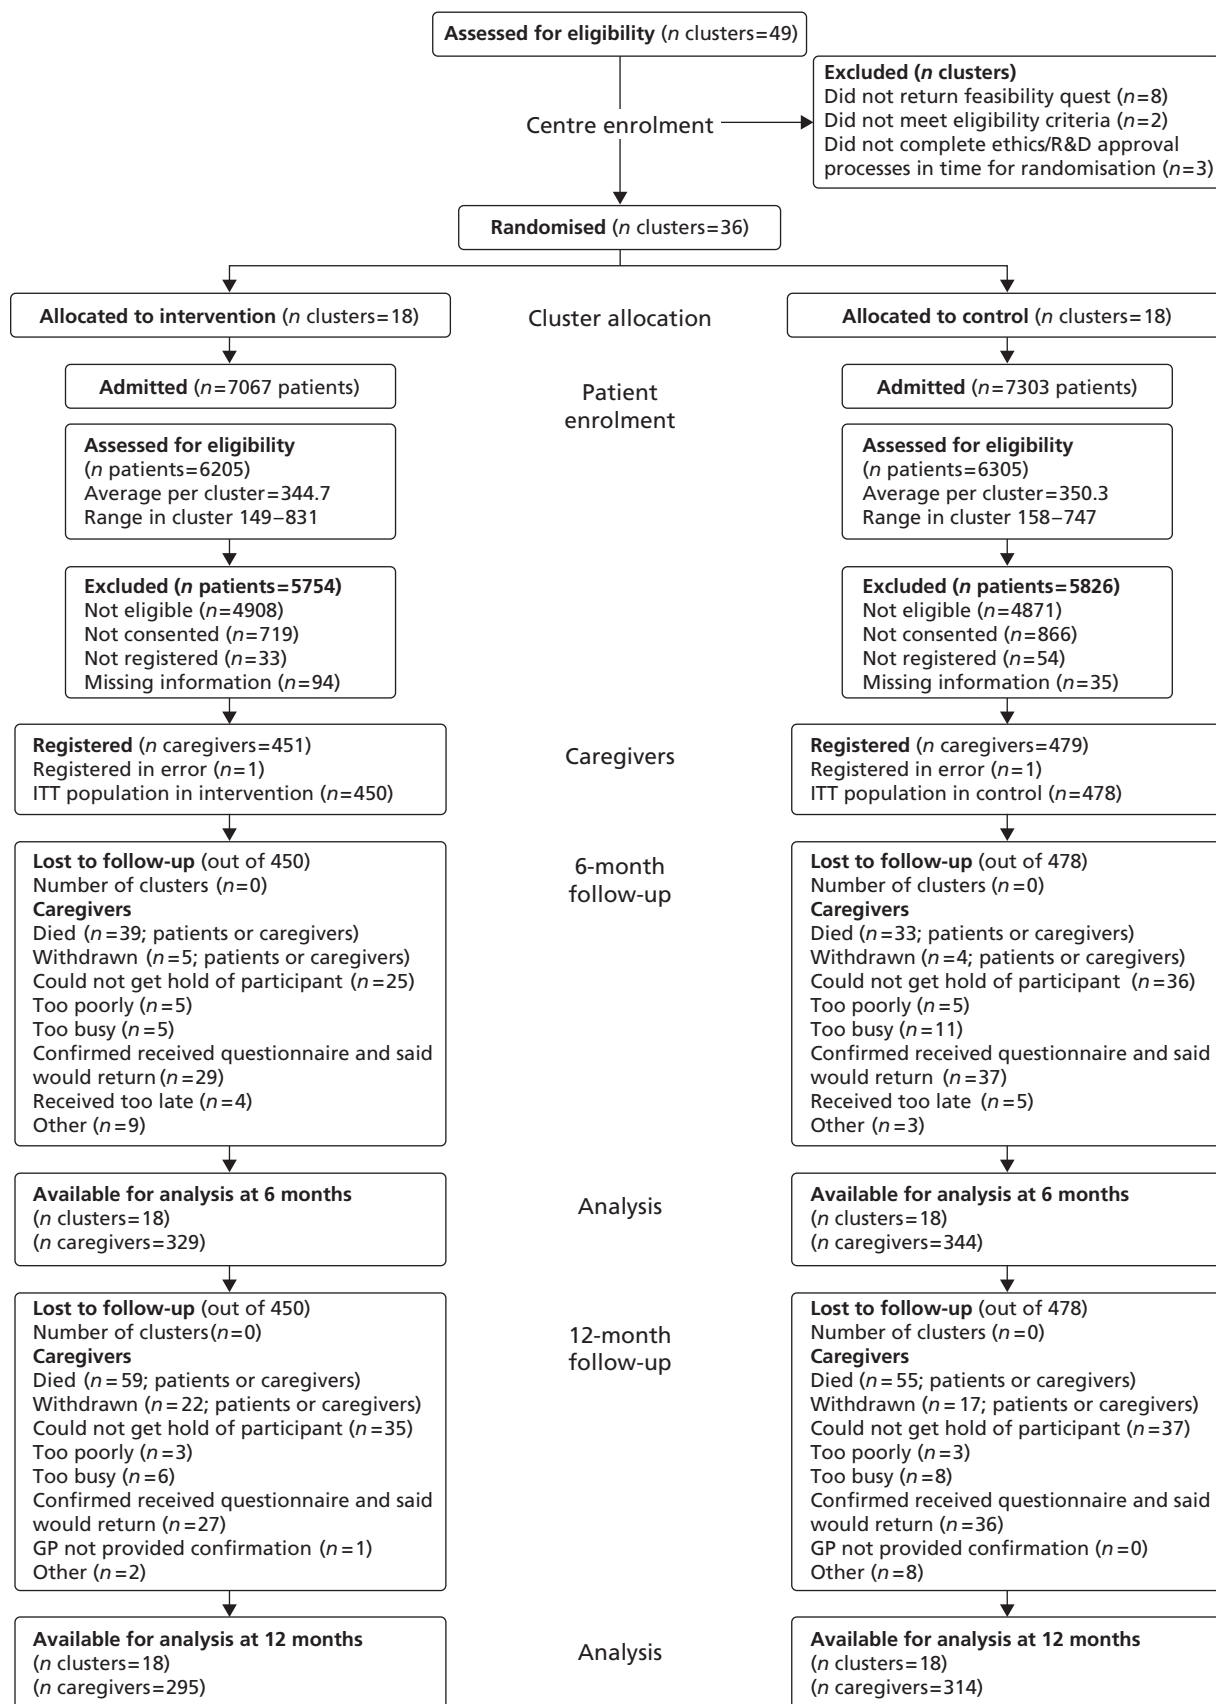 Assessed for eligibility (n clusters=49)
Excluded (n clusters)
Did not return feasibility quest (n=8)
Did not meet eligibility criteria (n=2)
Did not complete ethics/R&D approval
processes in time for randomisation (n=3)
Centre enrolment
Randomised (n clusters=36)
Allocated to intervention (n clusters=18)
Cluster allocation
Allocated to control (n clusters=18)
Admitted (n=7067 patients)
Patient
enrolment
Admitted (n=7303 patients)
Assessed for eligibility
(n patients=6205)
Average per cluster=344.7
Range in cluster 149–831
Assessed for eligibility
(n patients=6305)
Average per cluster=350.3
Range in cluster 158–747
Excluded (n patients=5754)
Not eligible (n=4908)
Not consented (n=719)
Not registered (n=33)
Missing information (n=94)
Excluded (n patients=5826)
Not eligible (n=4871)
Not consented (n=866)
Not registered (n=54)
Missing information (n=35)
Registered (n caregivers=451)
Registered in error (n=1)
ITT population in intervention (n=450)
Caregivers
Registered (n caregivers=479)
Registered in error (n=1)
ITT population in control (n=478)
Lost to follow-up (out of 450)
Number of clusters (n=0)
Caregivers
Died (n=39; patients or caregivers)
Withdrawn (n=5; patients or caregivers)
Could not get hold of participant (n=25)
Too poorly (n=5)
Too busy (n=5)
Confirmed received questionnaire and said
would return (n=29)
Received too late (n=4)
Other (n=9)
6-month
follow-up
Lost to follow-up (out of 478)
Number of clusters (n=0)
Caregivers
Died (n=33; patients or caregivers)
Withdrawn (n=4; patients or caregivers)
Could not get hold of participant (n=36)
Too poorly (n=5)
Too busy (n=11)
Confirmed received questionnaire and said
would return (n=37)
Received too late (n=5)
Other (n=3)
Available for analysis at 6 months
(n clusters=18)
(n caregivers=329)
Analysis
Available for analysis at 6 months
(n clusters=18)
(n caregivers=344)
Lost to follow-up (out of 450)
Number of clusters (n=0)
Caregivers
Died (n=59; patients or caregivers)
Withdrawn (n=22; patients or caregivers)
Could not get hold of participant (n=35)
Too poorly (n=3)
Too busy (n=6)
Confirmed received questionnaire and said
would return (n=27)
GP not provided confirmation (n=1)
Other (n=2)
12-month
follow-up
Lost to follow-up (out of 478)
Number of clusters (n=0)
Caregivers
Died (n=55; patients or caregivers)
Withdrawn (n=17; patients or caregivers)
Could not get hold of participant (n=37)
Too poorly (n=3)
Too busy (n=8)
Confirmed received questionnaire and said
would return (n=36)
GP not provided confirmation (n=0)
Other (n=8)
Available for analysis at 12 months
(n clusters=18)
(n caregivers=295)
Analysis
Available for analysis at 12 months
(n clusters=18)
(n caregivers=314)